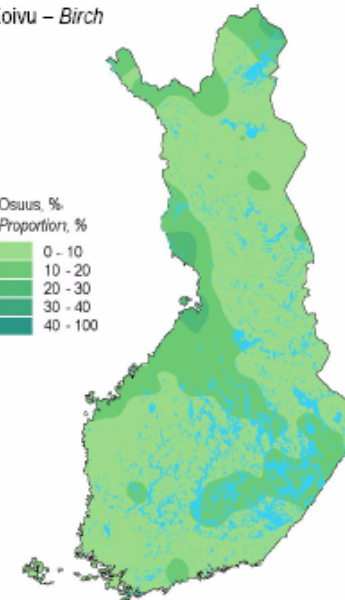 oivu – Birch
Osuus, %
Proportion, %
0 - 10
10 - 20
20 - 30
30 - 40
40 - 100